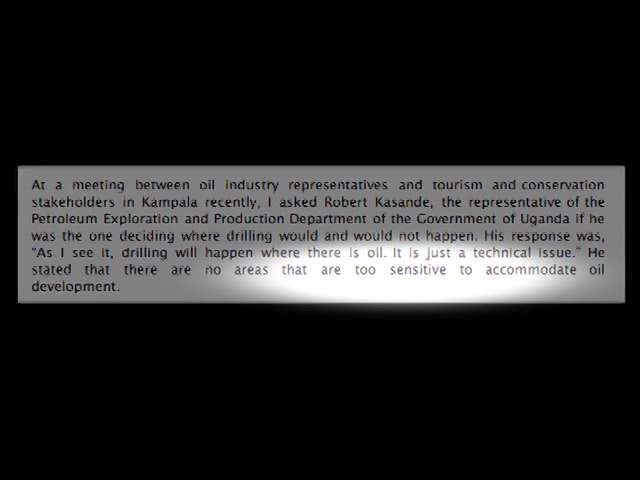 At a meeting between oil industry representatives and tourism and conservation
stakeholders in Kampala recently, I asked Robert Kasande, the representative of the
Petroleum Exploration and Production Department of the Government of Uganda if he
was the one deciding where drilling would and would not happen. His response was,
"As I see it, drilling will happen where there is oil. It is just a technical issue." He
stated that there are no areas that are too sensitive to accommodate oil
development.